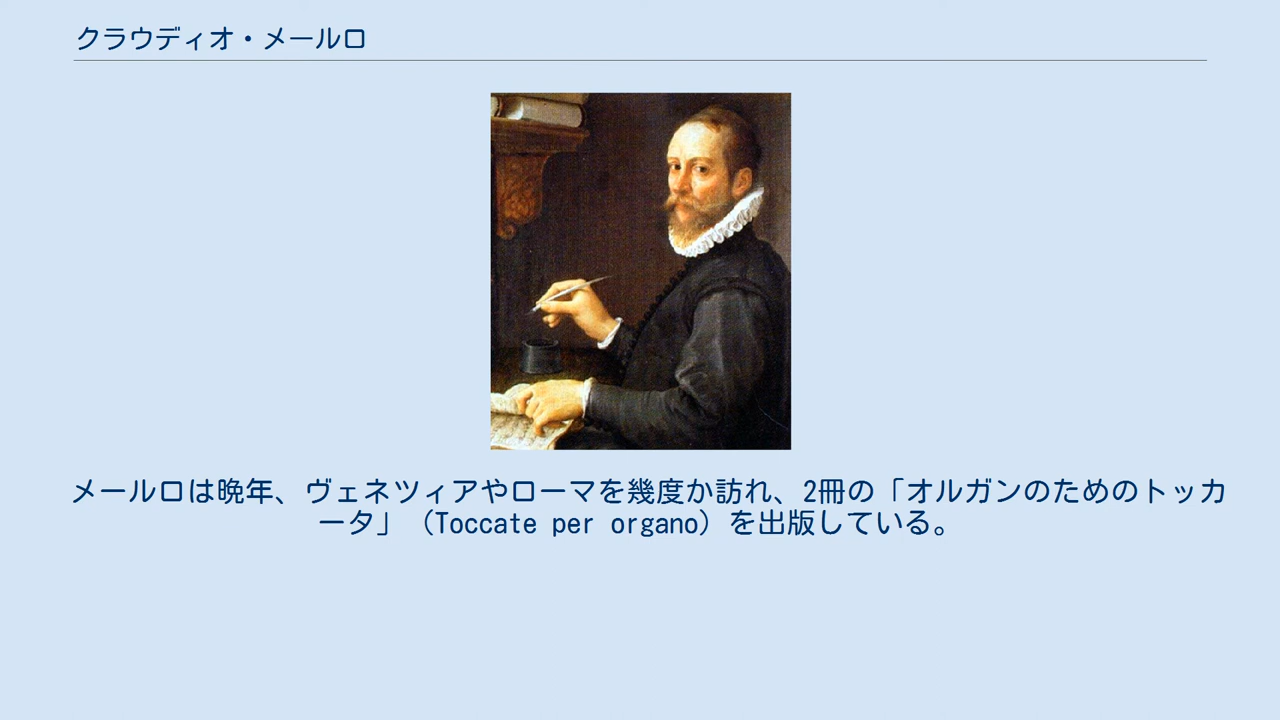 クラウディオ・メールロ
メールロは晩年、ヴェネツィアやローマを幾度か訪れ、2冊の「オルガンのためのトッカ
ータ」（Toccate per organo）を出版している。